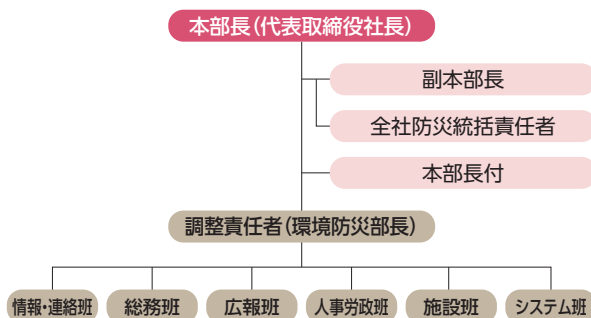 本部長(代表取締役社長)
副本部長
全社防災統括責任者
本部長付
調整責任者(環境防災部長)
情報・連絡班
総務班
広報班
人事労政班
施設班
システム班